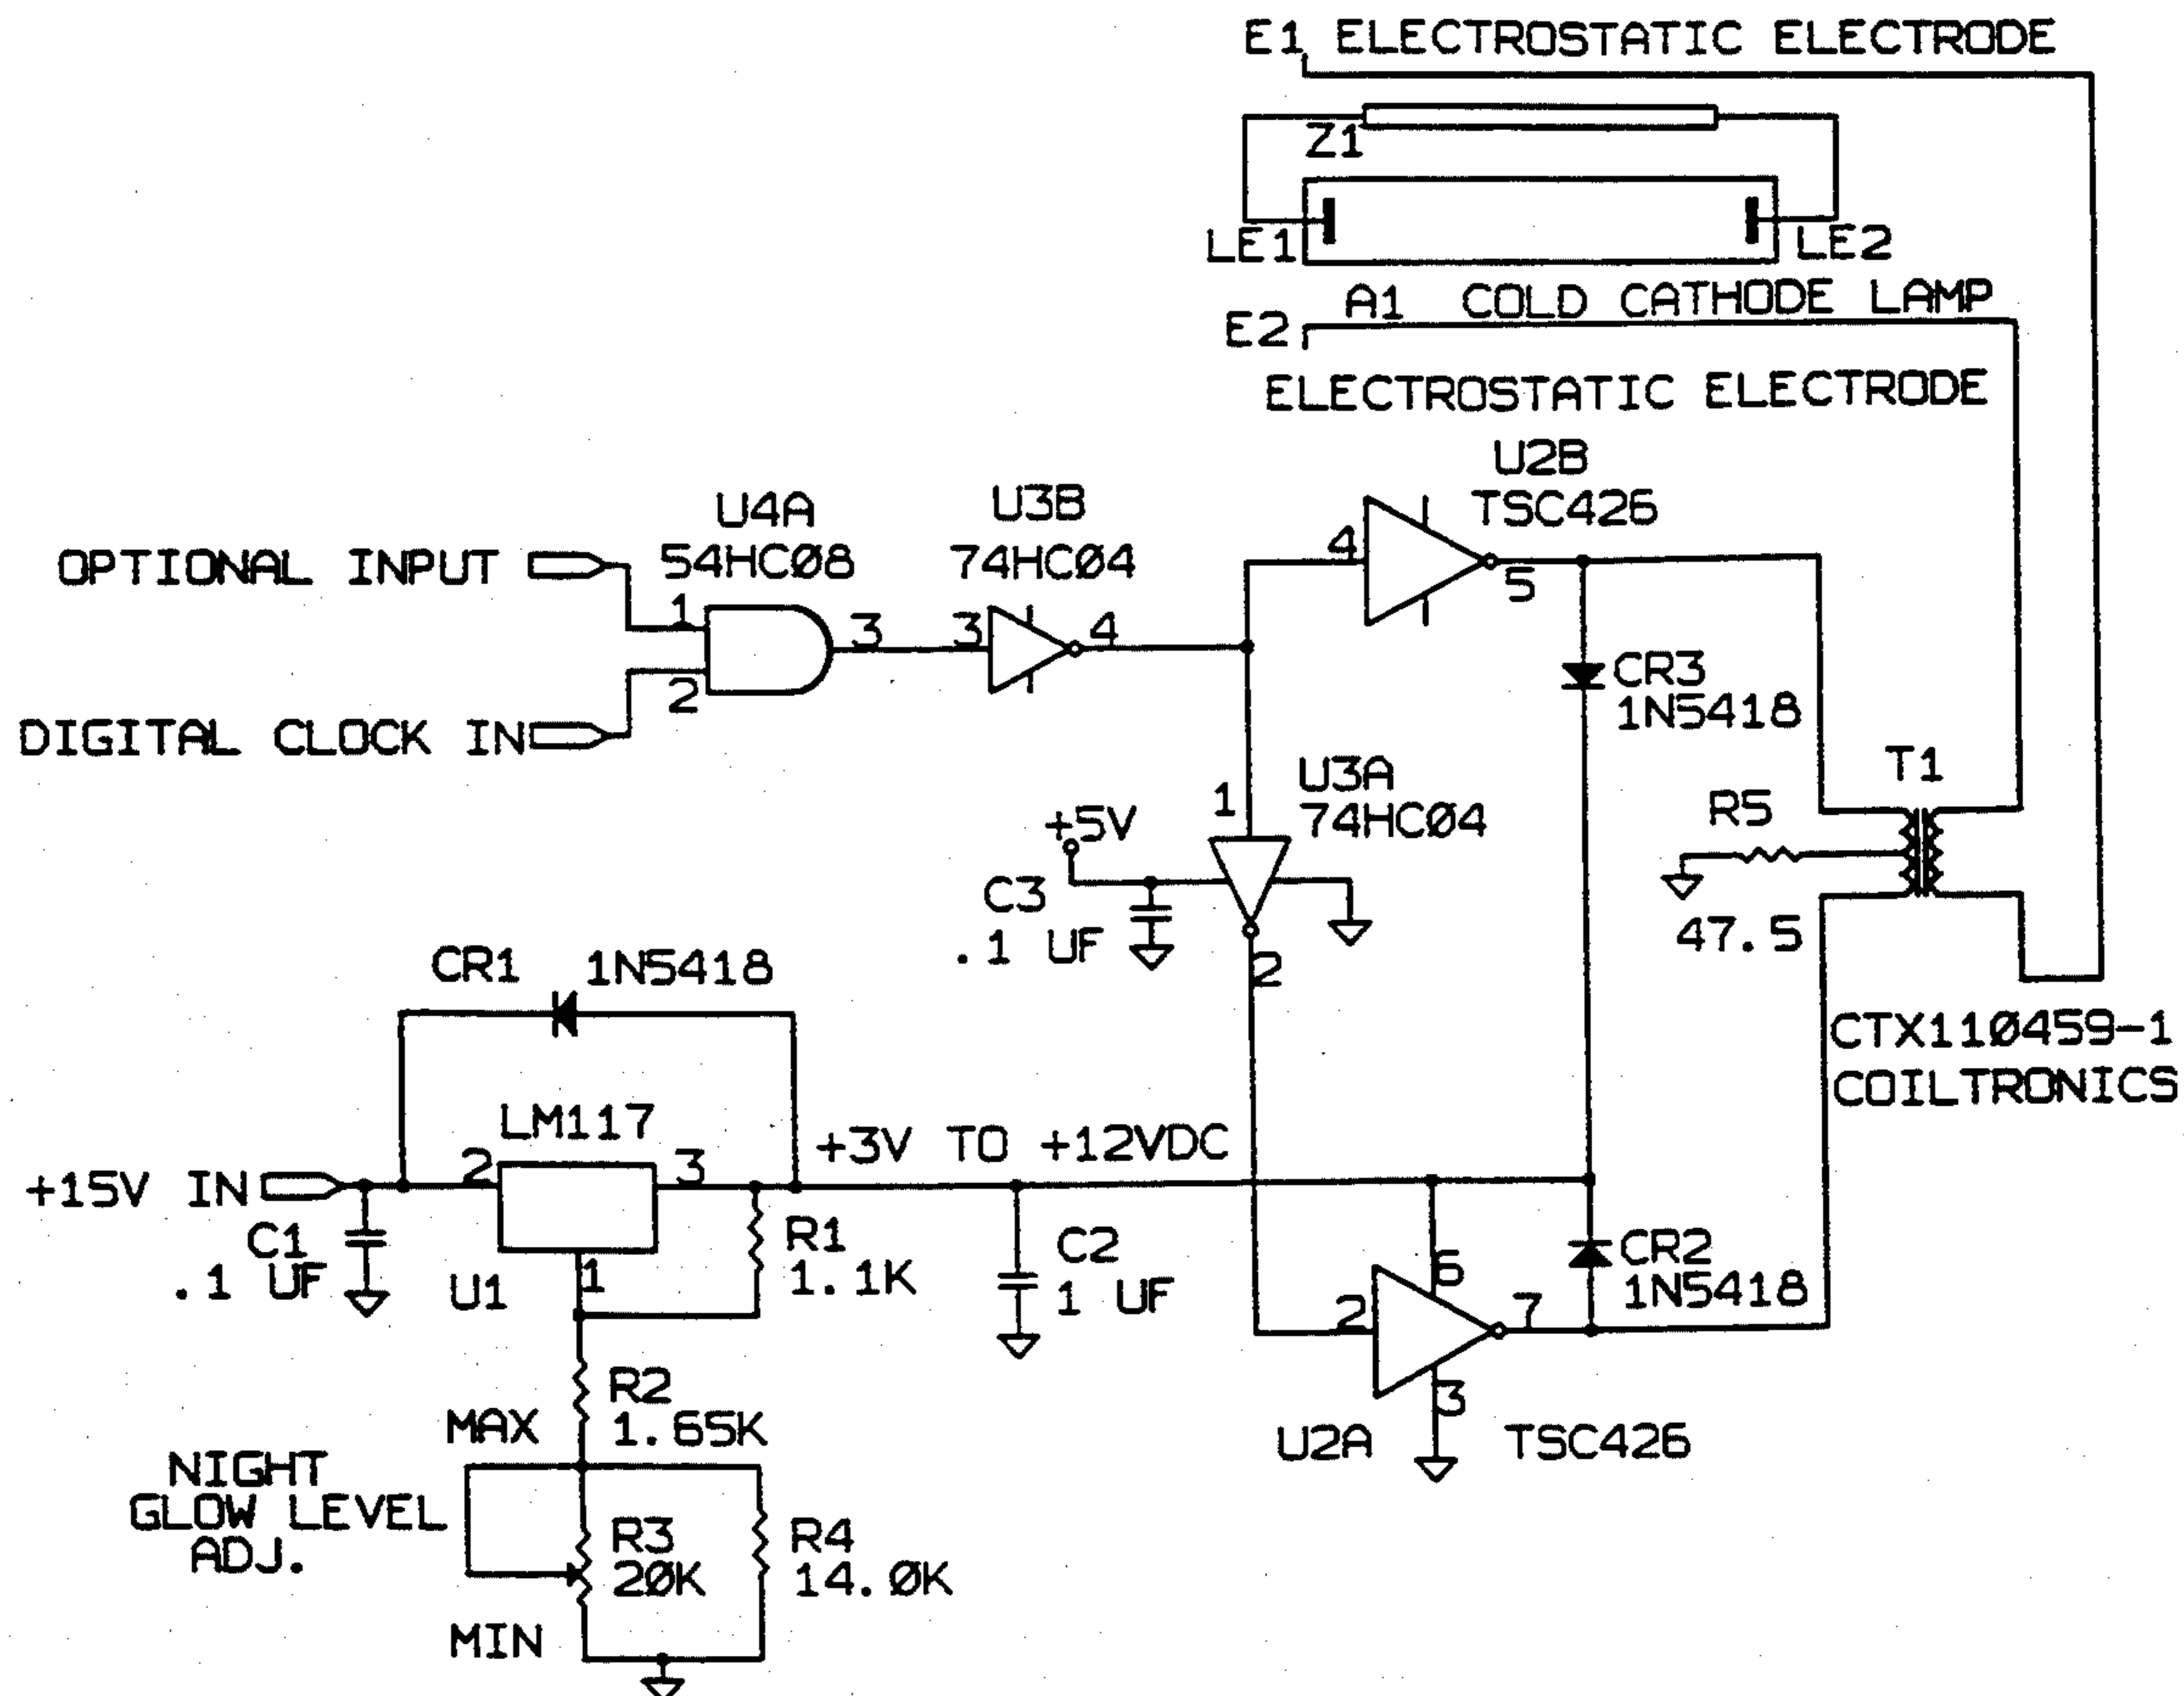 E1 ELECTROSTATIC ELECTRODE
Z1
LE1
LE2
A1 COLD CATHODE LAMP
E2
ELECTROSTATIC ELECTRODE
U2B
TSC426
4
5
U4A
54HCØ8
U3B
74HCØ4
OPTIONAL INPUT
1
2
3
3
4
DIGITAL CLOCK IN
CR3
1N5418
U3A
74HCØ4
1
2
+5V
C3
.1 UF
T1
R5
47.5
CTX11Ø459-1
COILTRONICS
CR1
1N5418
LM117
+3V TO +12VDC
+15V IN
2
3
1
U1
C1
.1 UF
R1
1.1K
C2
1 UF
CR2
1N5418
6
2
7
3
U2A
TSC426
R2
1.65K
MAX
NIGHT
GLOW LEVEL
ADJ.
R3
2ØK
R4
14.ØK
MIN